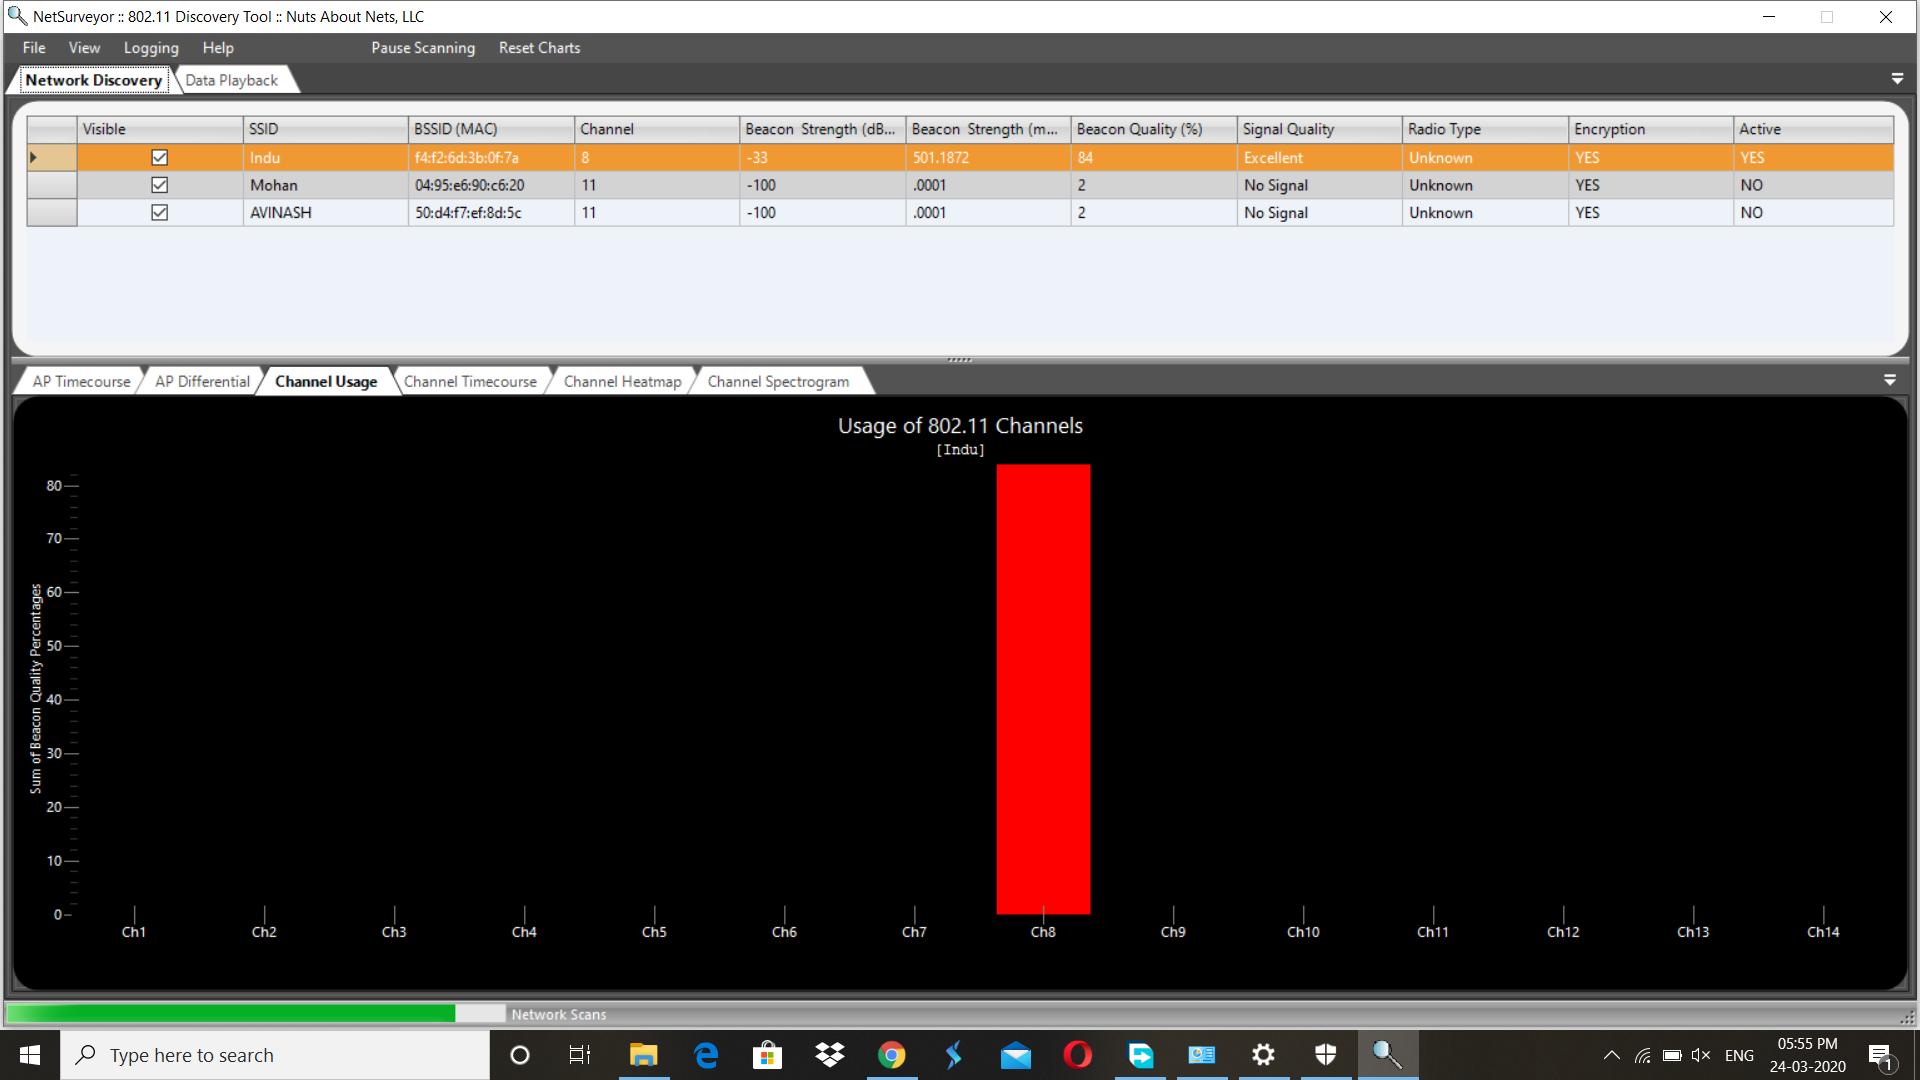 NetSurveyor :: 802.11 Discovery Tool :: Nuts About Nets, LLC
File View Logging Help Pause Scanning Reset Charts
Network Discovery Data Playback
Visible SSID BSSID (MAC) Channel Beacon Strength (dB... Beacon Strength (m... Beacon Quality (%) Signal Quality Radio Type Encryption Active
Indu f4:f2:6d:3b:0f:7a 8 -33 501.1872 84 Excellent Unknown YES YES
Mohan 04:95:e6:90:c6:20 11 -100 .0001 2 No Signal Unknown YES NO
AVINASH 50:d4:f7:ef:8d:5c 11 -100 .0001 2 No Signal Unknown YES NO
AP Timecourse AP Differential Channel Usage Channel Timecourse Channel Heatmap Channel Spectrogram
Usage of 802.11 Channels
[Indu]
Sum of Beacon Quality Percentages
80
70
60
50
40
30
20
10
0
Ch1 Ch2 Ch3 Ch4 Ch5 Ch6 Ch7 Ch8 Ch9 Ch10 Ch11 Ch12 Ch13 Ch14
Network Scans
Type here to search
ENG
05:55 PM
24-03-2020
1